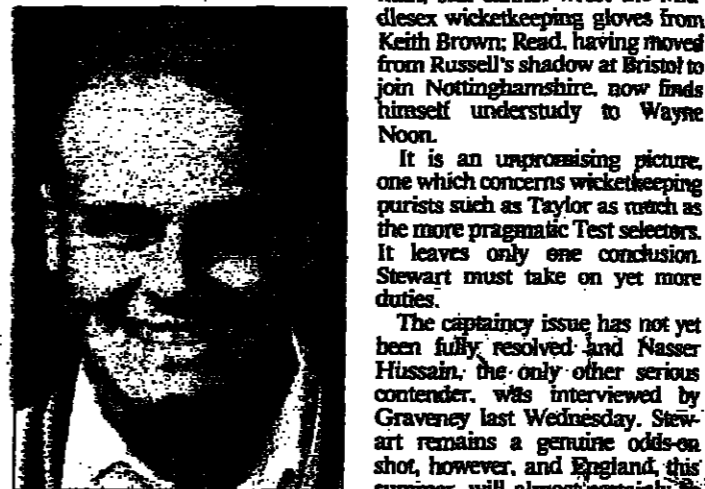 dlesex wicketkeeping gloves from
Keith Brown; Read, having moved
from Russell's shadow at Bristol to
join Nottinghamshire, now finds
himself understudy to Wayne
Noon.
It is an unpromising picture,
one which concerns wicketkeeping
purists such as Taylor as much as
the more pragmatic Test selectors.
It leaves only one conclusion.
Stewart must take on yet more
duties.
The captaincy issue has not yet
been fully resolved and Nasser
Hussain, the only other serious
contender, was interviewed by
Graveney last Wednesday. Stew-
art remains a genuine odds-on
shot, however, and England, this